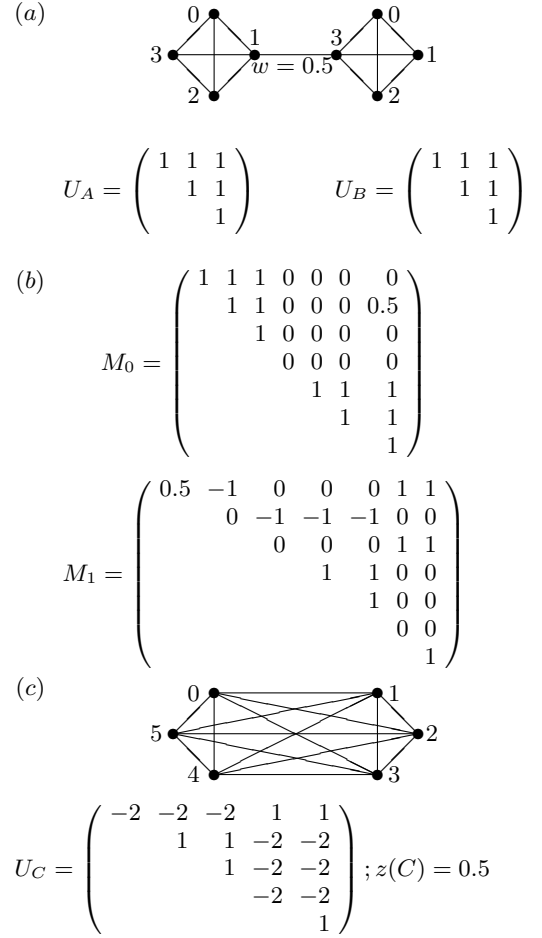 (a)
0 0
3 1 3 1
w = 0.5
2 2
U_A = ( 1 1 1
1 1
1 )
U_B = ( 1 1 1
1 1
1 )
(b)
M_0 = ( 1 1 1 0 0 0 0
1 1 0 0 0 0.5
1 0 0 0 0
0 0 0 0
1 1 1
1 1
1 )
M_1 = ( 0.5 −1 0 0 0 1 1
0 −1 −1 −1 0 0
0 0 0 1 1
1 1 0 0
1 0 0
0 0
1 )
(c)
0 1
5 2
4 3
U_C = ( −2 −2 −2 1 1
1 1 −2 −2
1 −2 −2
−2 −2
1 ) ; z(C) = 0.5